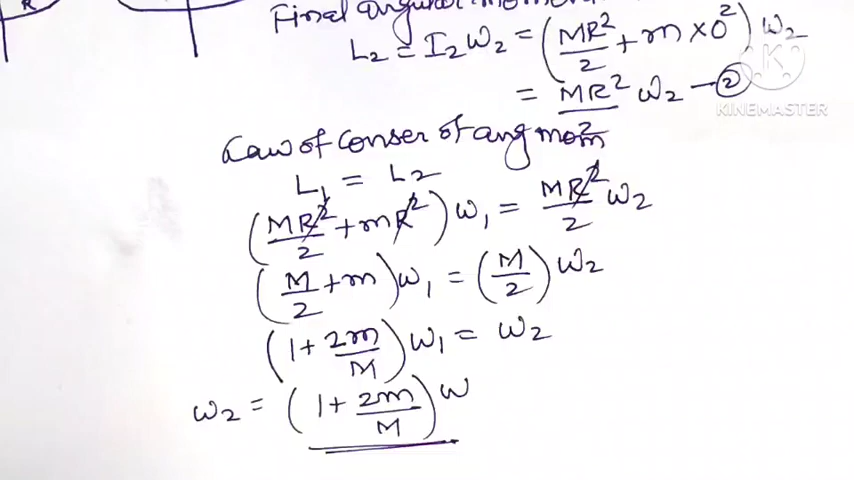 R
Final angular mom
L₂ = I₂ω₂ = (MR²/2 + m × 0²) ω₂
= MR²/2 ω₂ — ②
K
KINEMASTER
Law of conser of ang mom
L₁ = L₂
(MR²/2 + mR²) ω₁ = MR²/2 ω₂
(M/2 + m) ω₁ = (M/2) ω₂
(1 + 2m/M) ω₁ = ω₂
ω₂ = (1 + 2m/M) ω